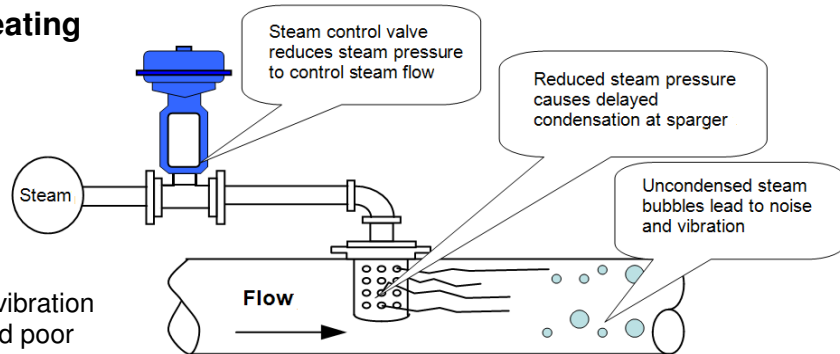 eating
Steam control valve
reduces steam pressure
to control steam flow
Reduced steam pressure
causes delayed
condensation at sparger
Steam
Uncondensed steam
bubbles lead to noise
and vibration
Flow
vibration
d poor